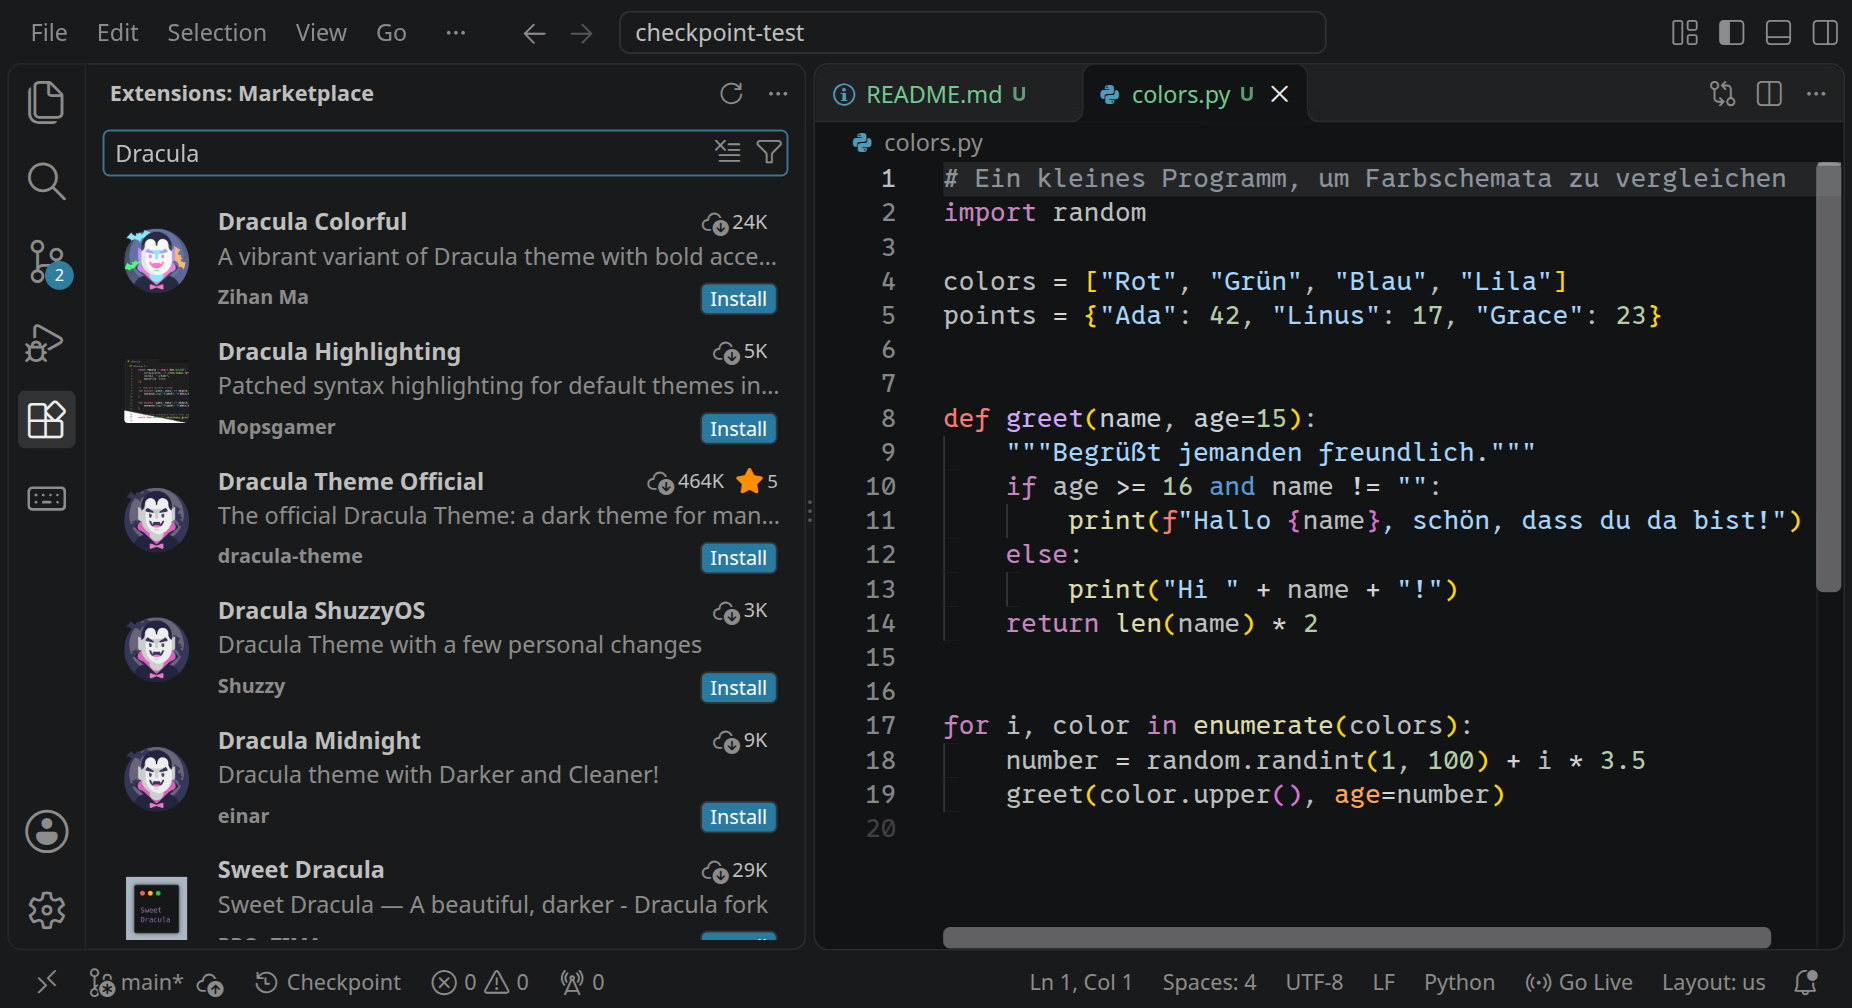 File Edit Selection View Go ··· checkpoint-test
Extensions: Marketplace
Dracula
Dracula Colorful 24K
A vibrant variant of Dracula theme with bold acce...
Zihan Ma Install
Dracula Highlighting 5K
Patched syntax highlighting for default themes in...
Mopsgamer Install
Dracula Theme Official 464K 5
The official Dracula Theme: a dark theme for man...
dracula-theme Install
Dracula ShuzzyOS 3K
Dracula Theme with a few personal changes
Shuzzy Install
Dracula Midnight 9K
Dracula theme with Darker and Cleaner!
einar Install
Sweet Dracula 29K
Sweet Dracula — A beautiful, darker - Dracula fork
Sweet
Dracula
2
README.md U colors.py U
colors.py
1 # Ein kleines Programm, um Farbschemata zu vergleichen
2 import random
3
4 colors = ["Rot", "Grün", "Blau", "Lila"]
5 points = {"Ada": 42, "Linus": 17, "Grace": 23}
6
7
8 def greet(name, age=15):
9     """Begrüßt jemanden freundlich."""
10     if age >= 16 and name != "":
11         print(f"Hallo {name}, schön, dass du da bist!")
12     else:
13         print("Hi " + name + "!")
14     return len(name) * 2
15
16
17 for i, color in enumerate(colors):
18     number = random.randint(1, 100) + i * 3.5
19     greet(color.upper(), age=number)
20
main* Checkpoint 0 0 0 Ln 1, Col 1 Spaces: 4 UTF-8 LF Python Go Live Layout: us